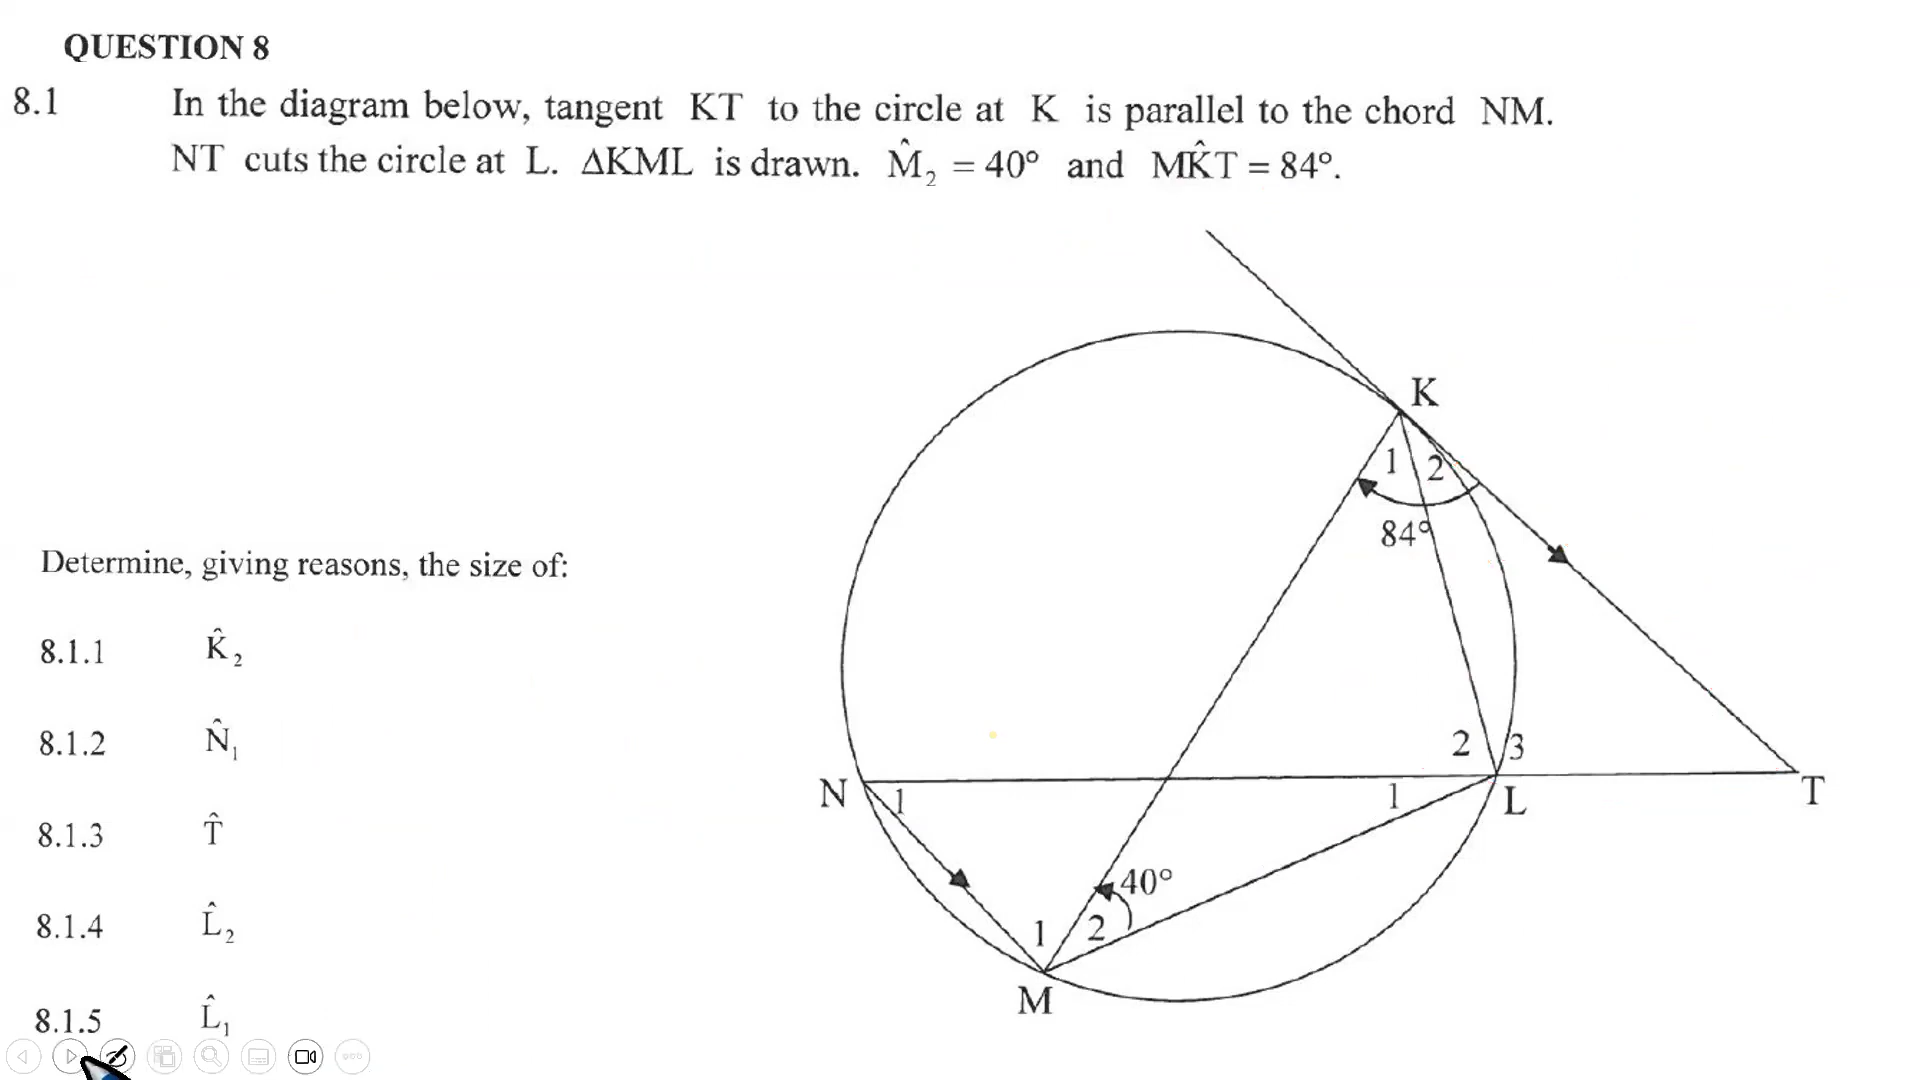 QUESTION 8
8.1 In the diagram below, tangent KT to the circle at K is parallel to the chord NM.
NT cuts the circle at L. ΔKML is drawn. M̂₂ = 40° and MK̂T = 84°.
K
1 2
84°
2 3
N 1 1 L T
40°
1 2
M
Determine, giving reasons, the size of:
8.1.1 K̂₂
8.1.2 N̂₁
8.1.3 T̂
8.1.4 L̂₂
8.1.5 L̂₁